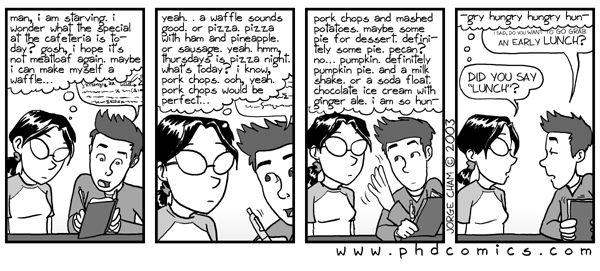 man, i am starving. i
wonder what the special
at the cafeteria is to-
day? gosh, i hope it's
not meatloaf again. maybe
i can make myself a
waffle...
yeah. . a waffle sounds
good. or pizza. pizza
with ham and pineapple.
or sausage. yeah. hmm,
thursdays is pizza night.
what's today? i know,
pork chops. ooh, yeah.
pork chops would be
perfect...
pork chops and mashed
potatoes. maybe some
pie for dessert. defini-
tely some pie. pecan?
no... pumpkin. definitely
pumpkin pie. and a milk
shake. or a soda float.
chocolate ice cream with
ginger ale. i am so hun-
JORGE CHAM © 2003
-gry hungry hungry hun-
I SAID, DO YOU WANT TO GO GRAB
AN EARLY LUNCH?
DID YOU SAY
"LUNCH"?
www.phdcomics.com